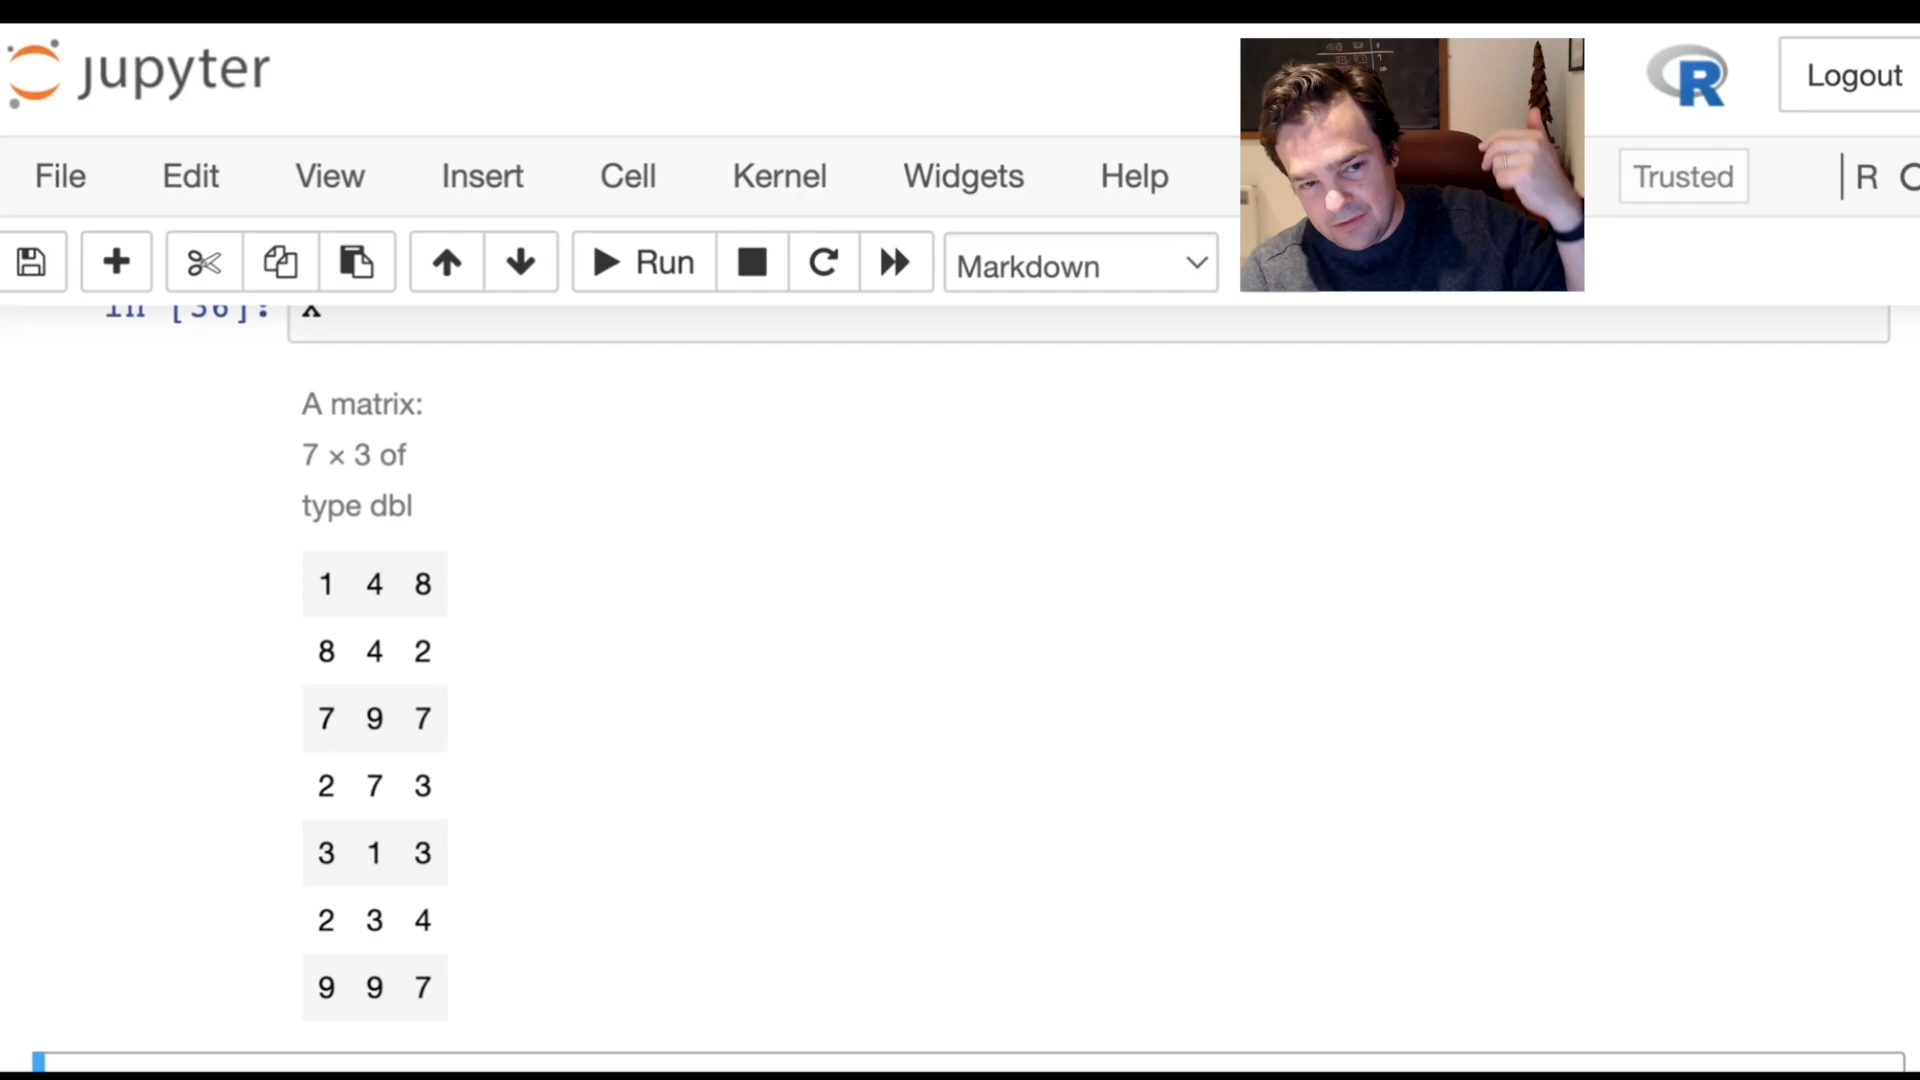 jupyter
Logout
File Edit View Insert Cell Kernel Widgets Help
Trusted
R
Run
Markdown
In [36]: x
A matrix:
7 × 3 of
type dbl
1 4 8
8 4 2
7 9 7
2 7 3
3 1 3
2 3 4
9 9 7